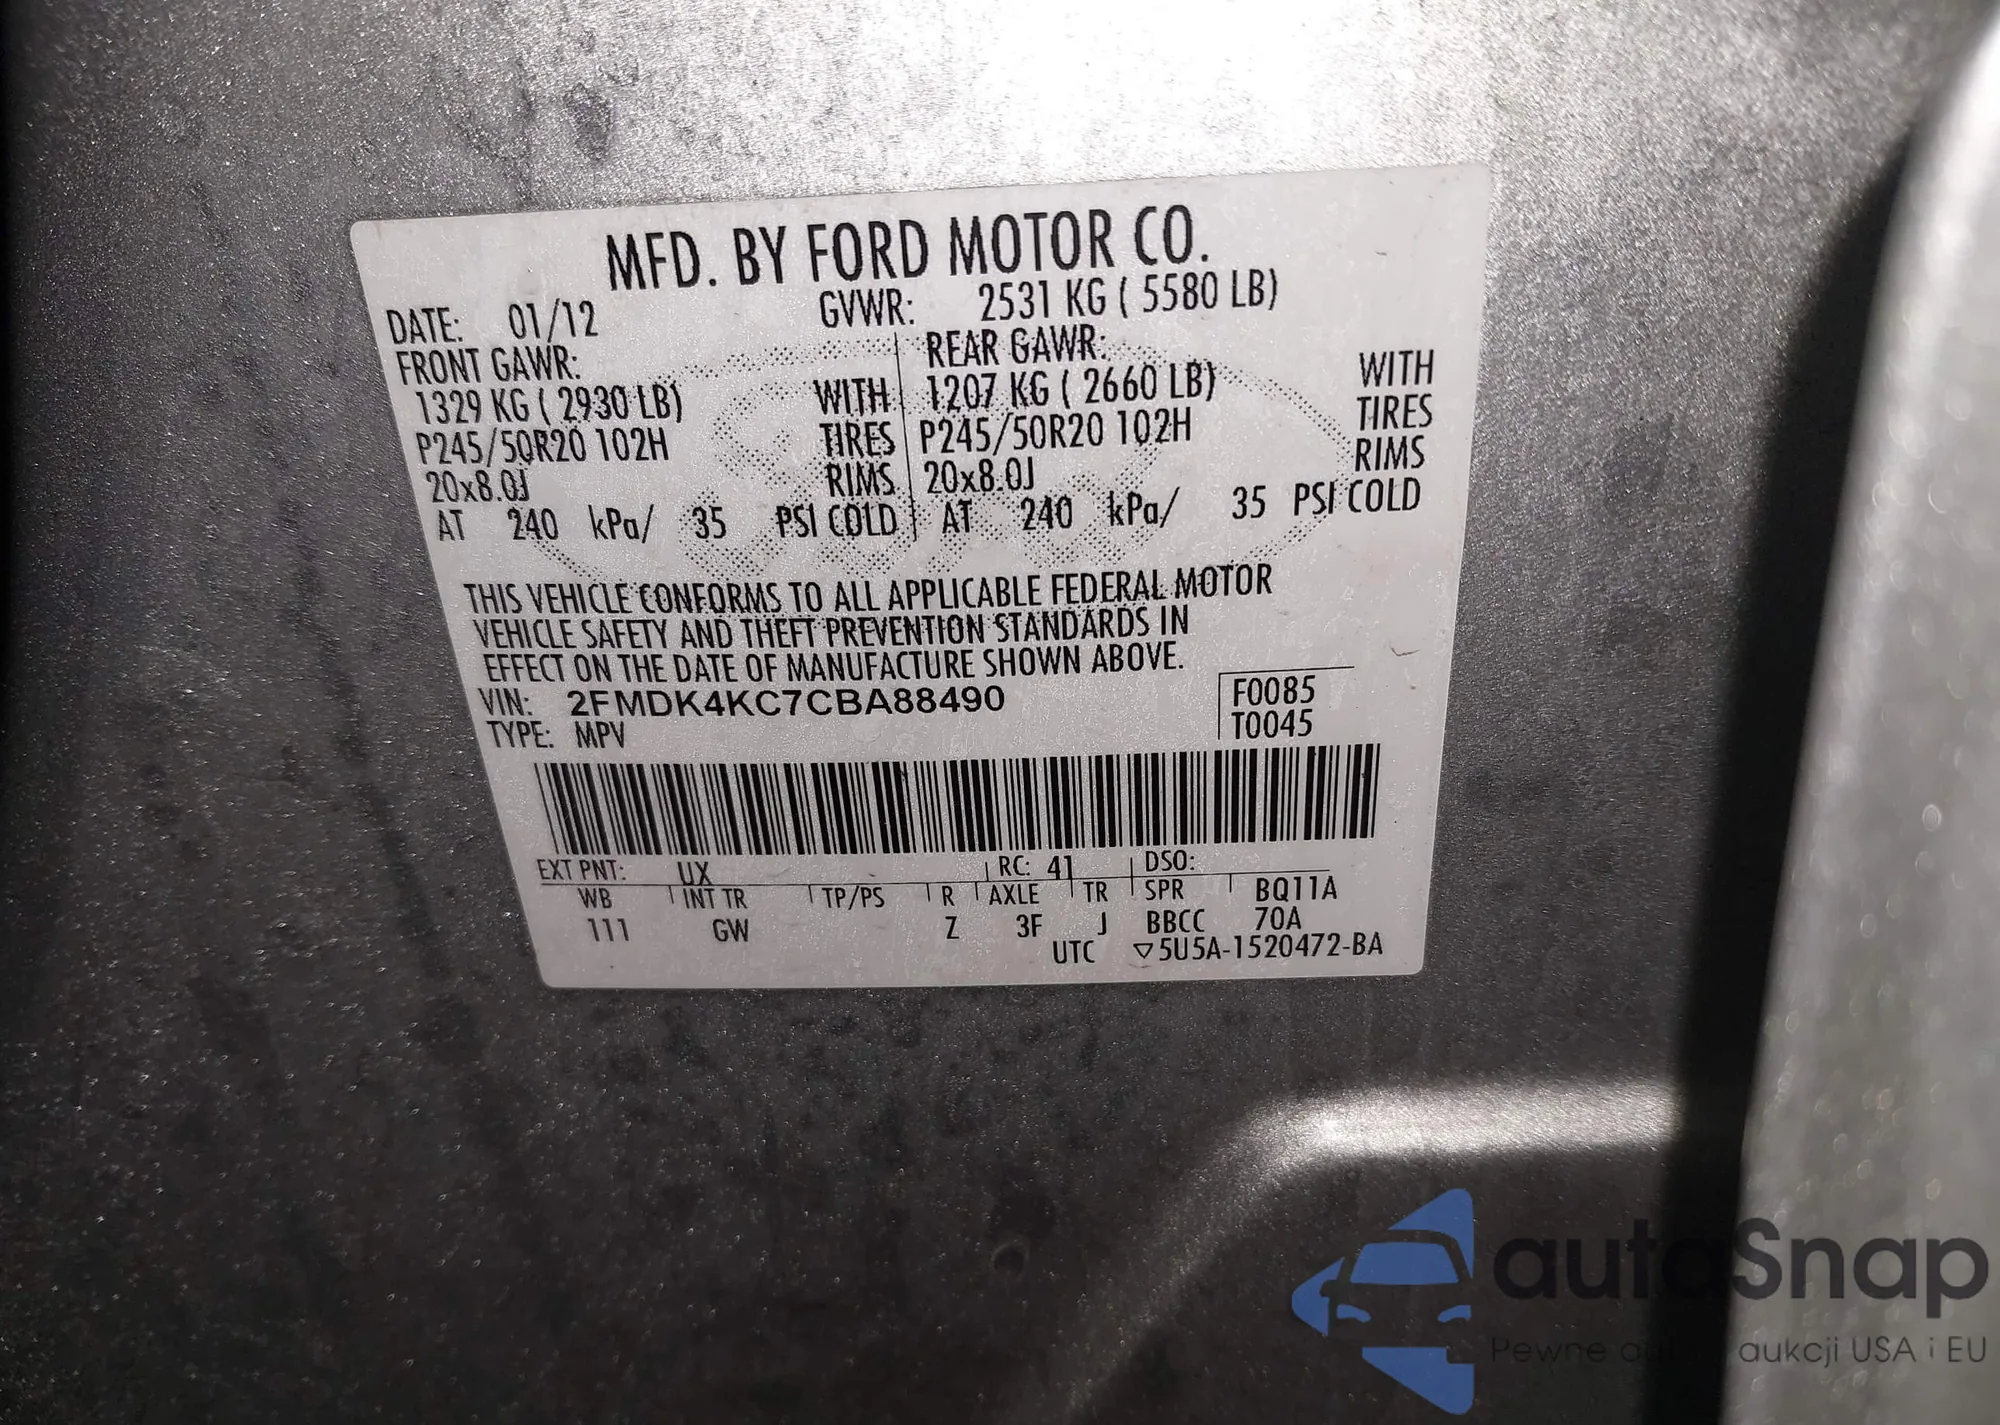 MFD. BY FORD MOTOR CO.
DATE: 01/12 GVWR: 2531 KG ( 5580 LB)
FRONT GAWR: REAR GAWR:
1329 KG ( 2930 LB) WITH 1207 KG ( 2660 LB) WITH
P245/50R20 102H TIRES P245/50R20 102H TIRES
20x8.0J RIMS 20x8.0J RIMS
AT 240 kPa/ 35 PSI COLD AT 240 kPa/ 35 PSI COLD
THIS VEHICLE CONFORMS TO ALL APPLICABLE FEDERAL MOTOR
VEHICLE SAFETY AND THEFT PREVENTION STANDARDS IN
EFFECT ON THE DATE OF MANUFACTURE SHOWN ABOVE.
VIN: 2FMDK4KC7CBA88490 F0085
TYPE: MPV T0045
EXT PNT: UX RC: 41 DSO:
WB INT TR TP/PS R AXLE TR SPR BQ11A
111 GW Z 3F J BBCC 70A
UTC ▽5U5A-1520472-BA
autoSnap
Pewne auta z aukcji USA i EU